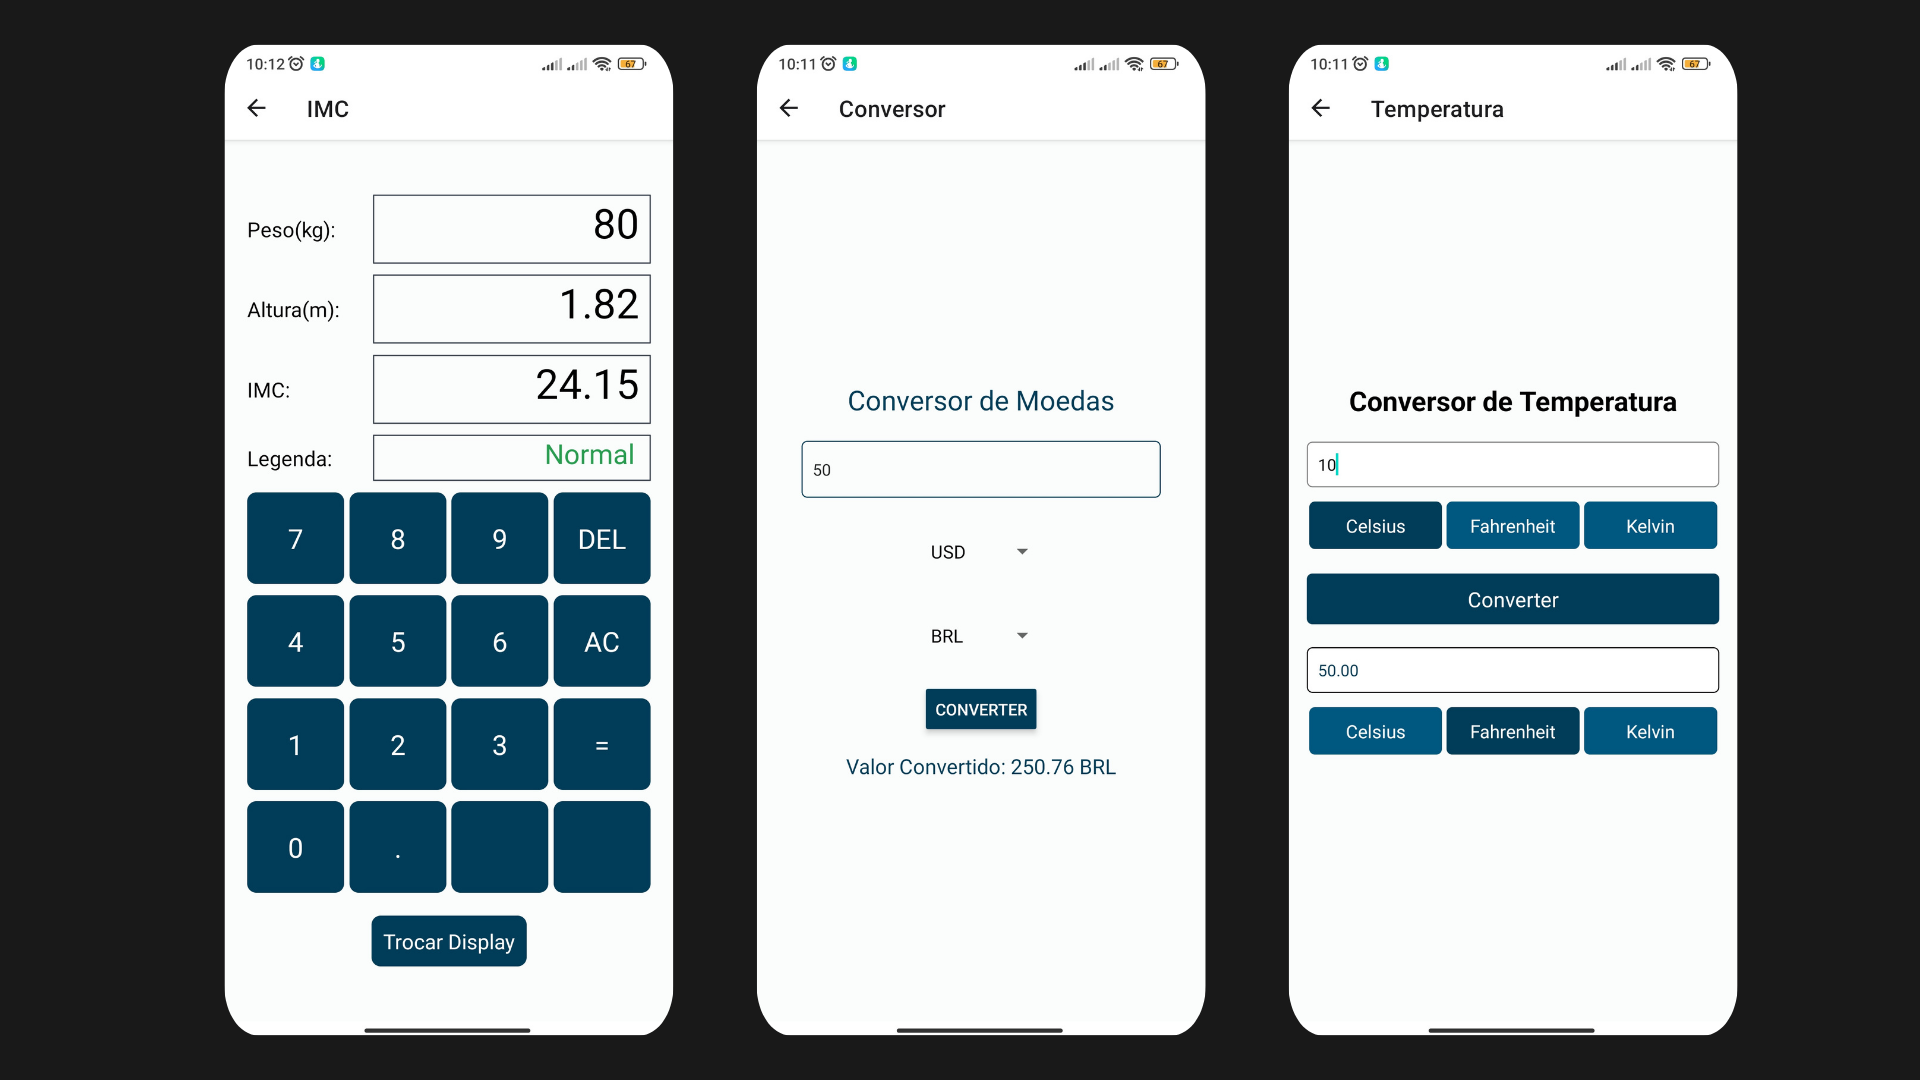 10:12
67
IMC
Peso(kg):
80
Altura(m):
1.82
IMC:
24.15
Legenda:
Normal
7 8 9 DEL
4 5 6 AC
1 2 3 =
0 .
Trocar Display
10:11
67
Conversor
Conversor de Moedas
50
USD
BRL
CONVERTER
Valor Convertido: 250.76 BRL
10:11
67
Temperatura
Conversor de Temperatura
10
Celsius Fahrenheit Kelvin
Converter
50.00
Celsius Fahrenheit Kelvin